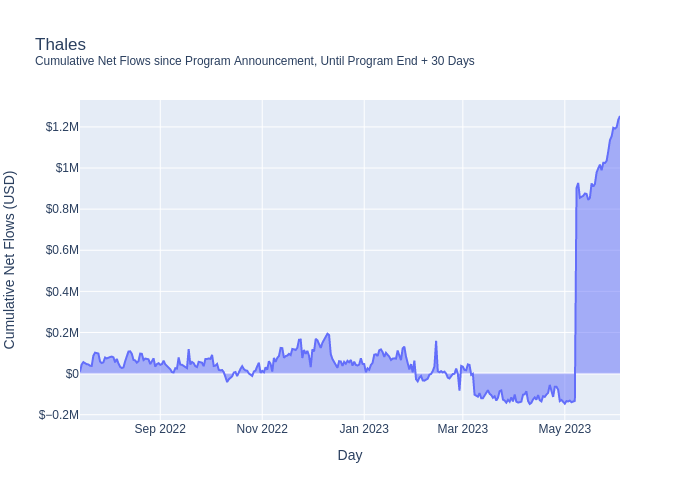 Thales
Cumulative Net Flows since Program Announcement, Until Program End + 30 Days
Cumulative Net Flows (USD)
$1.2M
$1M
$0.8M
$0.6M
$0.4M
$0.2M
$0
$−0.2M
Sep 2022
Nov 2022
Jan 2023
Mar 2023
May 2023
Day